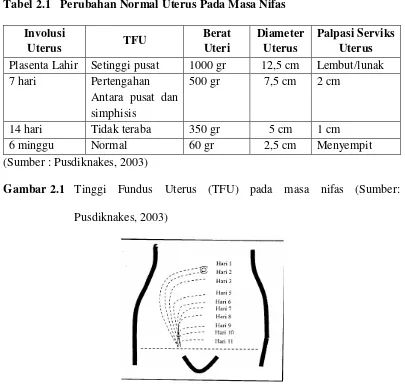 Tabel 2.1 Perubahan Normal Uterus Pada Masa Nifas
Involusi Uterus TFU Berat Uteri Diameter Uterus Palpasi Serviks Uterus
Plasenta Lahir Setinggi pusat 1000 gr 12,5 cm Lembut/lunak
7 hari Pertengahan 500 gr 7,5 cm 2 cm
Antara pusat dan
simphisis
14 hari Tidak teraba 350 gr 5 cm 1 cm
6 minggu Normal 60 gr 2,5 cm Menyempit
(Sumber : Pusdiknakes, 2003)
Gambar 2.1 Tinggi Fundus Uterus (TFU) pada masa nifas (Sumber:
Pusdiknakes, 2003)
Hari 1
Hari 2
Hari 3
Hari 5
Hari 6
Hari 7
Hari 8
Hari 9
Hari 10
Hari 11